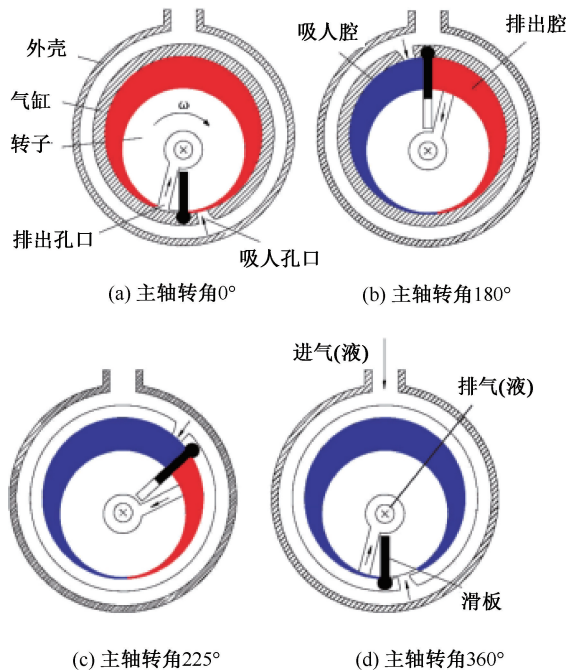 外壳
气缸
转子
ω
排出孔口
吸人孔口
(a) 主轴转角0°
吸人腔
排出腔
(b) 主轴转角180°
(c) 主轴转角225°
进气(液)
排气(液)
滑板
(d) 主轴转角360°